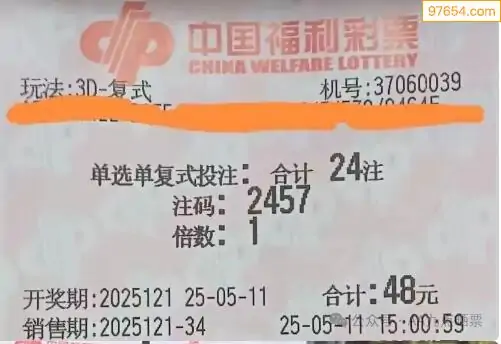 97654.com
中国福利彩票
CHINA WELFARE LOTTERY
玩法:3D-复式 机号:37060039
单选单复式投注: 合计 24注
注码: 2457
倍数: 1
开奖期:2025121 25-05-11 合计:48元
销售期:2025121-34 25-05-11 15:00:59
公众号